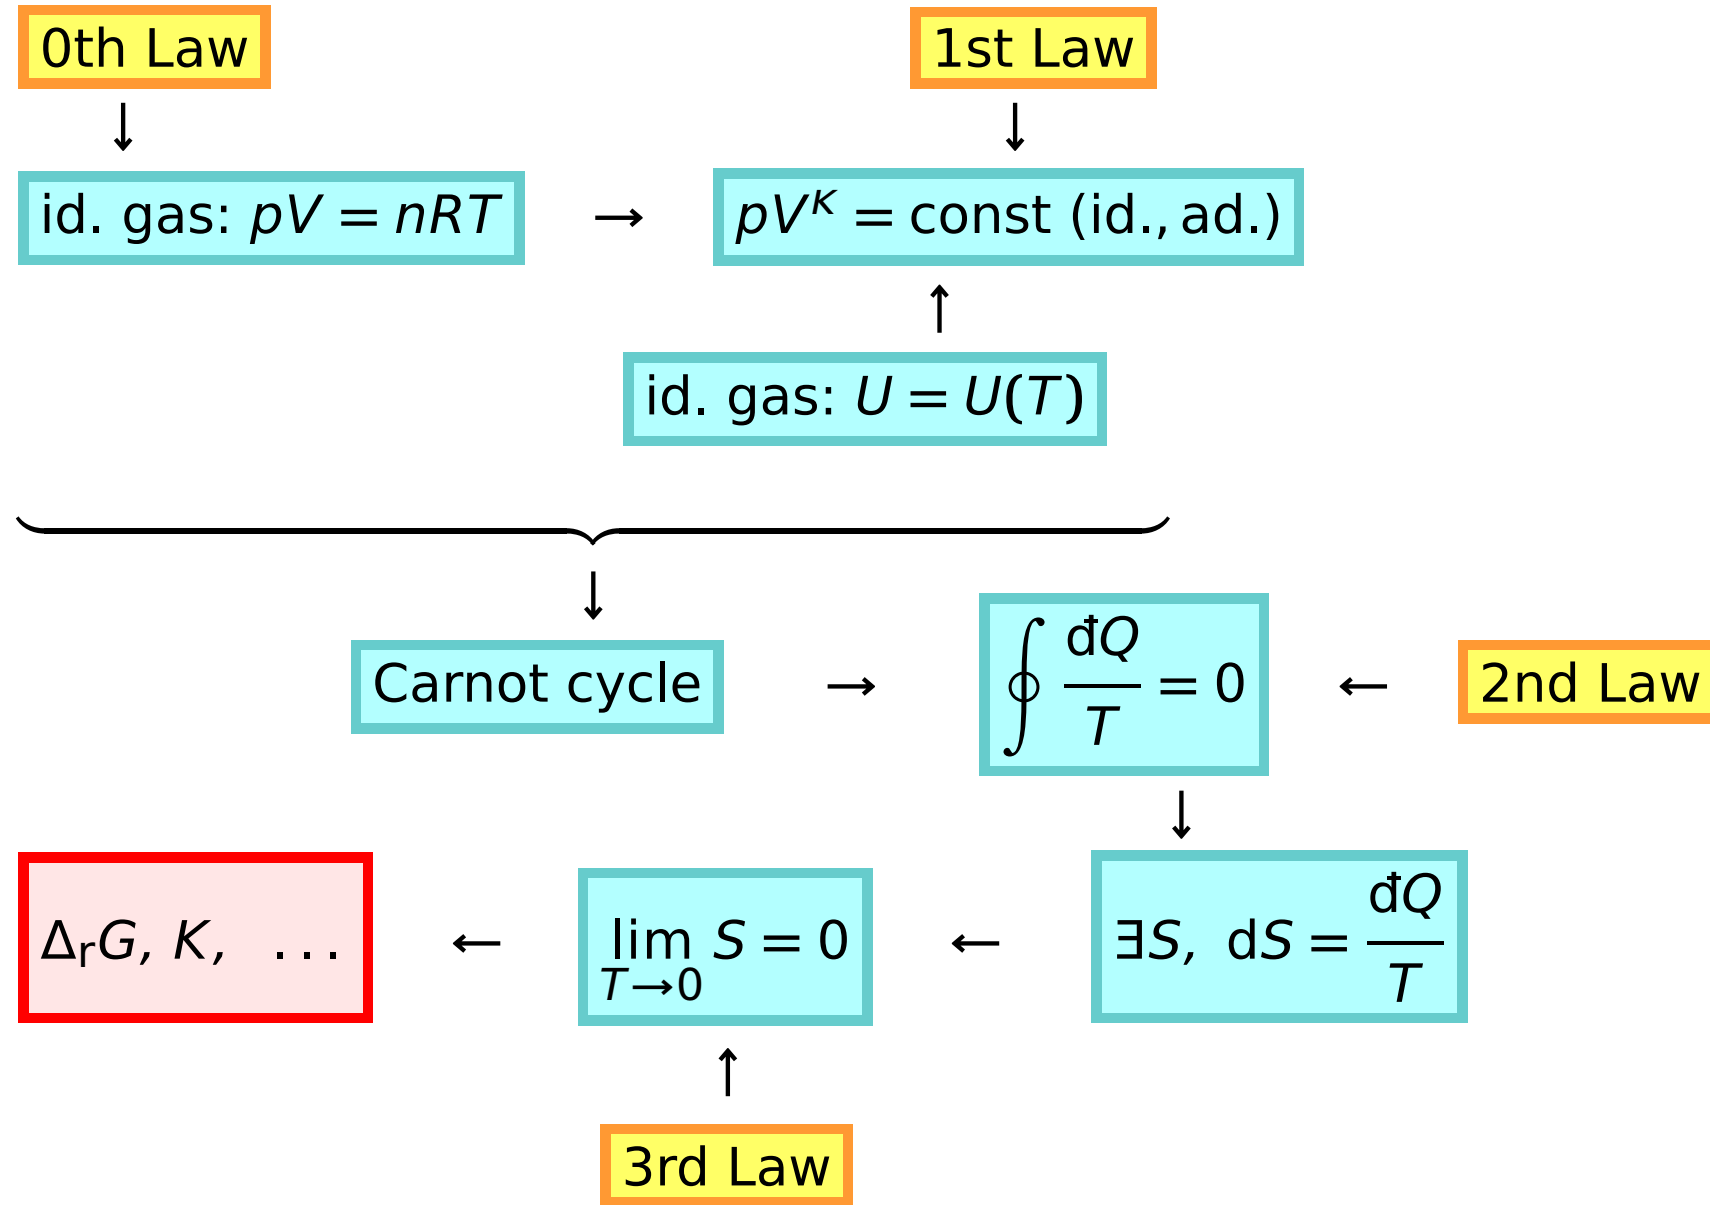 0th Law
1st Law
↓
↓
id. gas: pV = nRT
→
pV^κ = const (id., ad.)
↑
id. gas: U = U(T)
↓
Carnot cycle
→
∮ đQ/T = 0
←
2nd Law
↓
Δ_rG, K, ...
←
lim_{T→0} S = 0
←
∃S, dS = đQ/T
↑
3rd Law